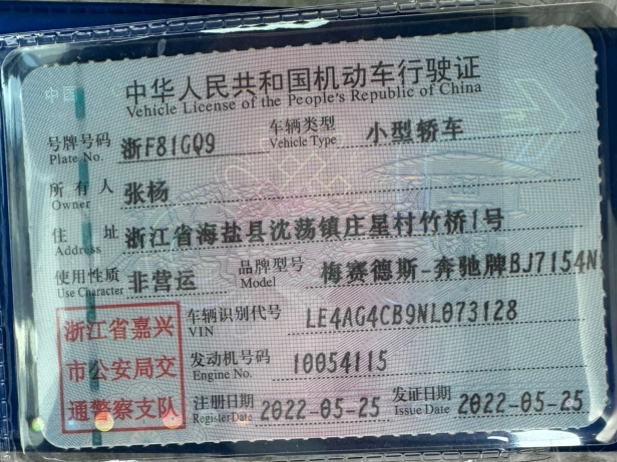 中国
中华人民共和国机动车行驶证
Vehicle License of the People's Republic of China
号牌号码 浙F81GQ9 车辆类型 小型轿车
Plate No. Vehicle Type
所有人 张杨
Owner
住址 浙江省海盐县沈荡镇庄星村竹桥1号
Address
使用性质 非营运 品牌型号 梅赛德斯-奔驰牌BJ7154N
Use Character Model
浙江省嘉兴
市公安局交
通警察支队
车辆识别代号 LE4AG4CB9NL073128
VIN
发动机号码 10054115
Engine No.
注册日期 2022-05-25 发证日期 2022-05-25
Register Date Issue Date